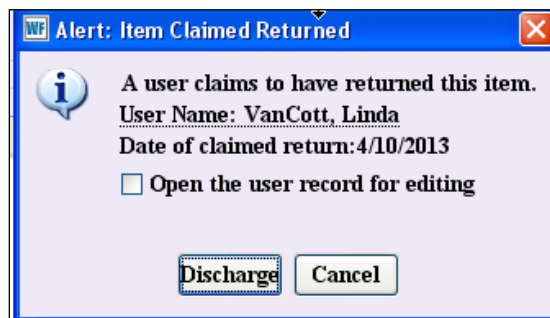 WF Alert: Item Claimed Returned
A user claims to have returned this item.
User Name: VanCott, Linda
Date of claimed return:4/10/2013
Open the user record for editing
Discharge Cancel